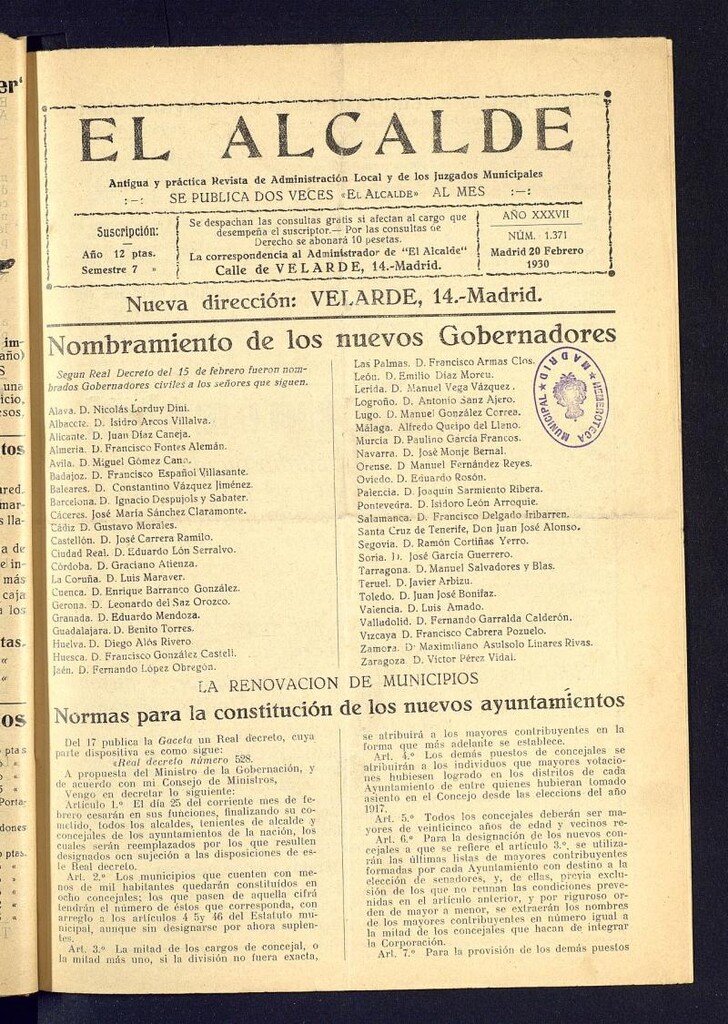 EL ALCALDE
Antigua y práctica Revista de Administración Local y de los Juzgados Municipales
:-: SE PUBLICA DOS VECES «EL ALCALDE» AL MES :-:
Suscripción:
Año 12 ptas.
Semestre 7 »
Se despachan las consultas gratis si afectan al cargo que
desempeña el suscriptor.— Por las consultas de
Derecho se abonará 10 pesetas.
La correspondencia al Administrador de "El Alcalde"
Calle de VELARDE, 14.-Madrid.
AÑO XXXVII
NÚM. 1.371
Madrid 20 Febrero
1930
Nueva dirección: VELARDE, 14.-Madrid.
Nombramiento de los nuevos Gobernadores
Segun Real Decreto del 15 de febrero fueron nom-
brados Gobernadores civiles a los señores que siguen.
Alava. D. Nicolás Lorduy Dini.
Albacete. D. Isidro Arcos Villalva.
Alicante. D. Juan Díaz Caneja.
Almería. D. Francisco Fontes Alemán.
Avila. D. Miguel Gómez Cano.
Badajoz. D. Francisco Español Villasante.
Baleares. D. Constantino Vázquez Jiménez.
Barcelona. D. Ignacio Despujols y Sabater.
Cáceres. José María Sánchez Claramonte.
Cádiz D. Gustavo Morales.
Castellón. D. José Carrera Ramilo.
Ciudad Real. D. Eduardo Lón Serralvo.
Córdoba. D. Graciano Atienza.
La Coruña. D. Luis Maraver.
Cuenca. D. Enrique Barranco González.
Gerona. D. Leonardo del Saz Orozco.
Granada. D. Eduardo Mendoza.
Guadalajara. D. Benito Torres.
Huelva. D. Diego Alós Rivero
Huesca. D. Francisco González Castell.
Jaén. D. Fernando López Obregón.
Las Palmas. D. Francisco Armas Clos.
León. D. Emilio Díaz Moreu.
Lerida. D. Manuel Vega Vázquez.
Logroño. D. Antonio Sanz Ajero.
Lugo. D. Manuel González Correa.
Málaga. Alfredo Queipo del Llano.
Murcia D. Paulino García Francos.
Navarra. D. José Monje Bernal.
Orense. D Manuel Fernández Reyes.
Oviedo. D. Eduardo Rosón.
Palencia. D. Joaquín Sarmiento Ribera.
Pontevedra. D. Isidoro León Arroquie.
Salamanca. D. Francisco Delgado Iribarren.
Santa Cruz de Tenerife, Don Juan José Alonso.
Segovia. D. Ramón Cortiñas Yerro.
Soria. D. José García Guerrero.
Tarragona. D. Manuel Salvadores y Blas.
Teruel. D. Javier Arbizu.
Toledo. D. Juan José Bonifaz.
Valencia. D. Luis Amado.
Valladolid. D. Fernando Garralda Calderón.
Vizcaya D. Francisco Cabrera Pozuelo.
Zamora. D. Maximiliano Asulsolo Linares Rivas.
Zaragoza D. Víctor Pérez Vidal.
HEMEROTECA MUNICIPAL ★ MADRID ★
LA RENOVACION DE MUNICIPIOS
Normas para la constitución de los nuevos ayuntamientos
Del 17 publica la Gaceta un Real decreto, cuya
parte dispositiva es como sigue:
«Real decreto número 528.
A propuesta del Ministro de la Gobernación, y
de acuerdo con mi Consejo de Ministros,
Vengo en decretar lo siguiente:
Artículo 1.º El día 25 del corriente mes de fe-
brero cesarán en sus funciones, finalizando su co-
metido, todos los alcaldes, tenientes de alcalde y
concejales de los ayuntamientos de la nación, los
cuales serán reemplazados por los que resulten
designados ocn sujeción a las disposiciones de es-
te Real decreto.
Art. 2.º Los municipios que cuenten con me-
nos de mil habitantes quedarán constituídos en
ocho concejales; los que pasen de aquella cifra
tendrán el número de éstos que corresponda, con
arreglo a los artículos 4 5y 46 del Estatuto mu-
nicipal, aunque sin designarse por ahora suplen-
tes.
Art. 3.º La mitad de los cargos de concejal, o
la mitad más uno, si la división no fuera exacta,
se atribuirá a los mayores contribuyentes en la
forma que más adelante se establece.
Art. 4.º Los demás puestos de concejales se
atribuirán a los individuos que mayores votacio-
nes hubiesen logrado en los distritos de cada
Ayuntamiento de entre quienes hubieran tomado
asiento en el Concejo desde las elecciones del año
1917.
Art. 5.º Todos los concejales deberán ser ma-
yores de veinticinco años de edad y vecinos re-
Art. 6.º Para la designación de los nuevos con-
cejales a que se refiere el artículo 3.º, se utiliza-
rán las últimas listas de mayores contribuyentes
formadas por cada Ayuntamiento con destino a la
elección de senadores, y, de ellas, previa exclu-
sión de los que no reunan las condiciones preve-
nidas en el artículo anterior, y por riguroso or-
den de mayor a menor, se extraerán los nombres
de los mayores contribuyentes en número igual a
la mitad de los concejales que hacan de integrar
la Corporación.
Art. 7.º Para la provisión de los demás puestos